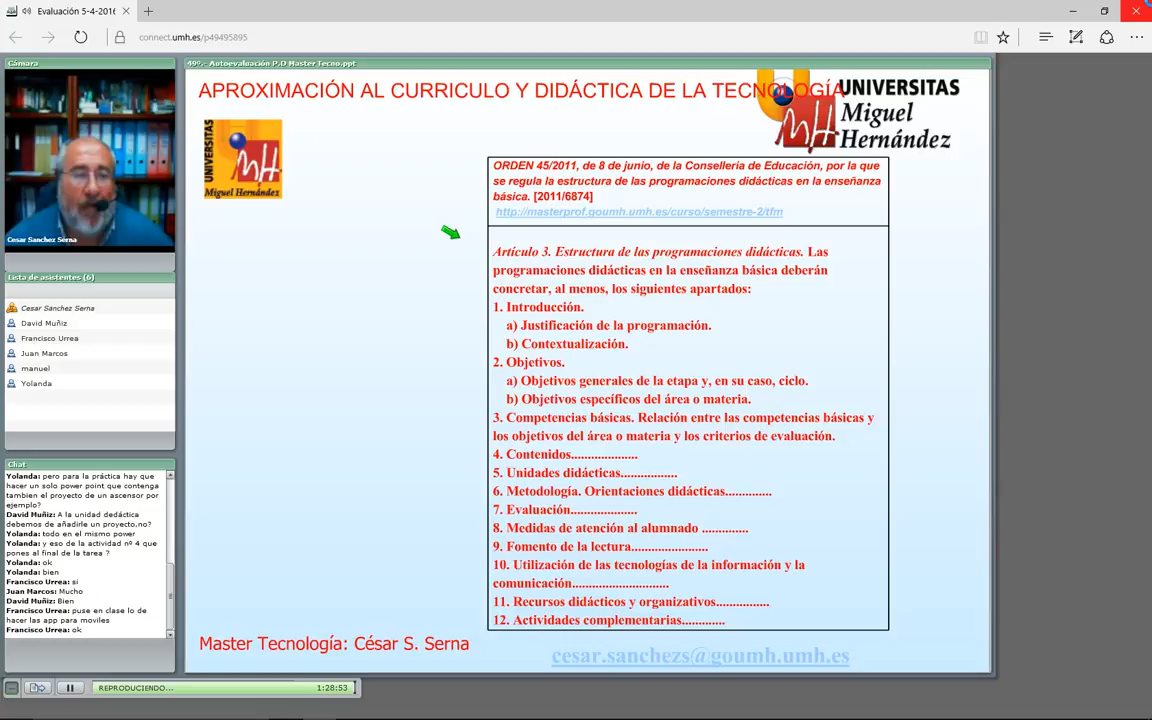 Evaluación 5-4-2016
connect.umh.es/p49495895
Cámara
Cesar Sanchez Serna
Lista de asistentes (6)
Cesar Sanchez Serna
David Muñiz
Francisco Urrea
Juan Marcos
manuel
Yolanda
Chat
Yolanda: pero para la práctica hay que
hacer un solo power point que contenga
tambien el proyecto de un ascensor por
ejemplo?
David Muñiz: A la unidad dedáctica
debemos de añadirle un proyecto,no?
Yolanda: todo en el mismo power
Yolanda: y eso de la actividad nº 4 que
pones al final de la tarea ?
Yolanda: ok
Yolanda: bien
Francisco Urrea: si
Juan Marcos: Mucho
David Muñiz: Bien
Francisco Urrea: puse en clase lo de
hacer las app para moviles
Francisco Urrea: ok
REPRODUCIENDO...
1:28:53
49º.- Autoevaluación P.D Master Tecno.ppt
APROXIMACIÓN AL CURRICULO Y DIDÁCTICA DE LA TECNOLOGÍA
UNIVERSITAS
Miguel
Hernández
UNIVERSITAS
Miguel Hernández
ORDEN 45/2011, de 8 de junio, de la Conselleria de Educación, por la que
se regula la estructura de las programaciones didácticas en la enseñanza
básica. [2011/6874]
http://masterprof.goumh.umh.es/curso/semestre-2/tfm
Artículo 3. Estructura de las programaciones didácticas. Las
programaciones didácticas en la enseñanza básica deberán
concretar, al menos, los siguientes apartados:
1. Introducción.
a) Justificación de la programación.
b) Contextualización.
2. Objetivos.
a) Objetivos generales de la etapa y, en su caso, ciclo.
b) Objetivos específicos del área o materia.
3. Competencias básicas. Relación entre las competencias básicas y
los objetivos del área o materia y los criterios de evaluación.
4. Contenidos...................
5. Unidades didácticas................
6. Metodología. Orientaciones didácticas.............
7. Evaluación...................
8. Medidas de atención al alumnado .............
9. Fomento de la lectura......................
10. Utilización de las tecnologías de la información y la
comunicación............................
11. Recursos didácticos y organizativos...............
12. Actividades complementarias............
Master Tecnología: César S. Serna
cesar.sanchezs@goumh.umh.es